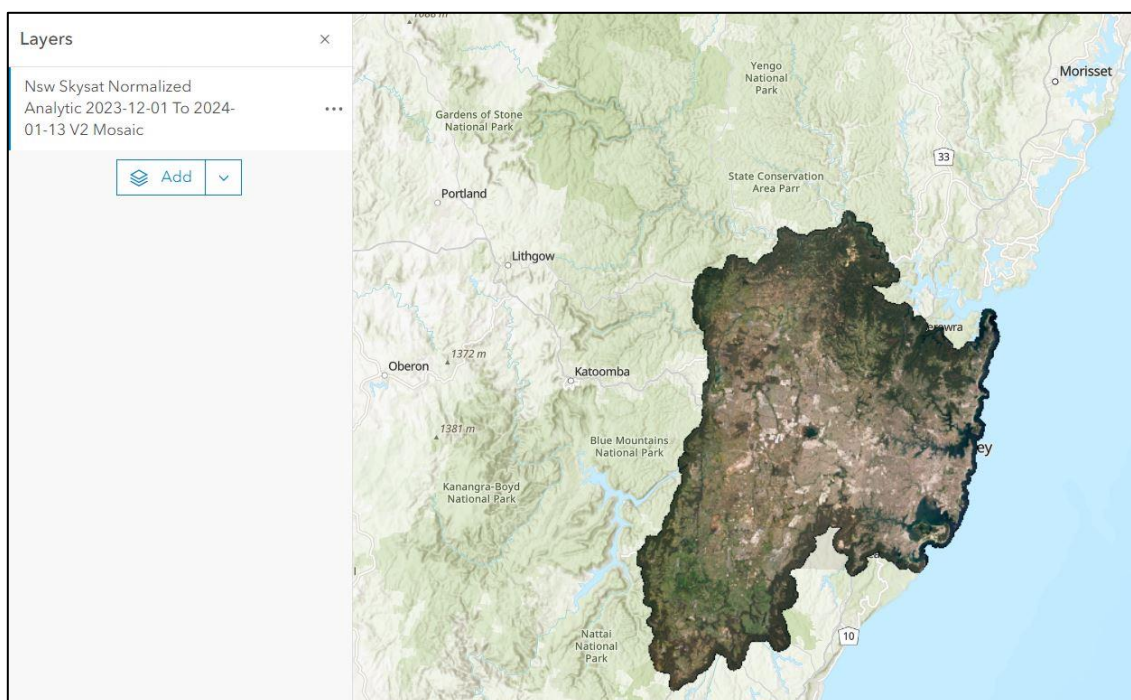 1088 m
Layers
×
Nsw Skysat Normalized
Analytic 2023-12-01 To 2024-
01-13 V2 Mosaic
...
Add
Yengo
National
Park
Morisset
Gardens of Stone
National Park
33
State Conservation
Area Parr
Portland
Lithgow
1372 m
Oberon
Katoomba
1381 m
Blue Mountains
National Park
ey
Kanangra-Boyd
National Park
Nattai
National
Park
10